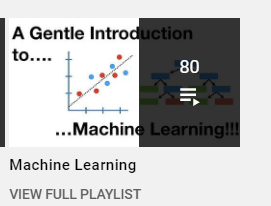 A Gentle Introduction
to....
80
...Machine Learning!!!
Machine Learning
VIEW FULL PLAYLIST